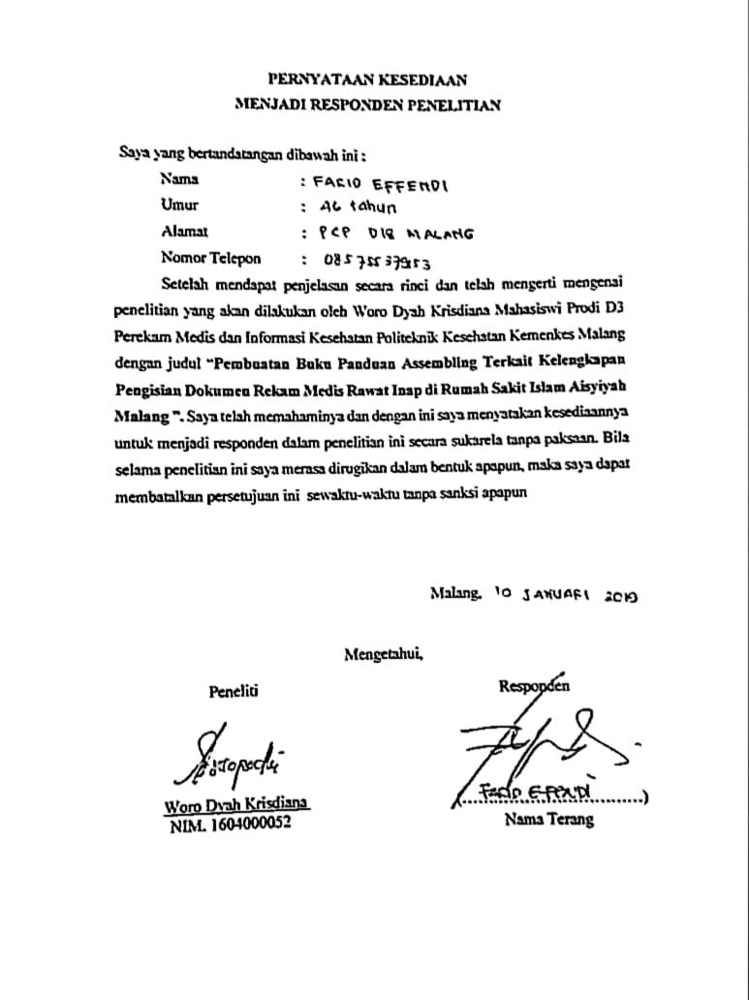 PERNYATAAN KESEDIAAN
MENJADI RESPONDEN PENELITIAN
Saya yang bertandatangan dibawah ini :
Nama : FARID EFFENDI
Umur : 46 tahun
Alamat : PCP D18 MALANG
Nomor Telepon :
Setelah mendapat penjelasan secara rinci dan telah mengerti mengenai
penelitian yang akan dilakukan oleh Woro Dyah Krisdiana Mahasiswi Prodi D3
Perekam Medis dan Informasi Kesehatan Politeknik Kesehatan Kemenkes Malang
dengan judul “Pembuatan Buku Panduan Assembling Terkait Kelengkapan
Pengisian Dokumen Rekam Medis Rawat Inap di Rumah Sakit Islam Aisyiyah
Malang ”. Saya telah memahaminya dan dengan ini saya menyatakan kesediaannya
untuk menjadi responden dalam penelitian ini secara sukarela tanpa paksaan. Bila
selama penelitian ini saya merasa dirugikan dalam bentuk apapun, maka saya dapat
membatalkan persetujuan ini sewaktu-waktu tanpa sanksi apapun
Malang, 10 JANUARI 2019
Mengetahui,
Peneliti
Responden
Woro Dyah Krisdiana
NIM. 1604000052
(..............................)
Nama Terang